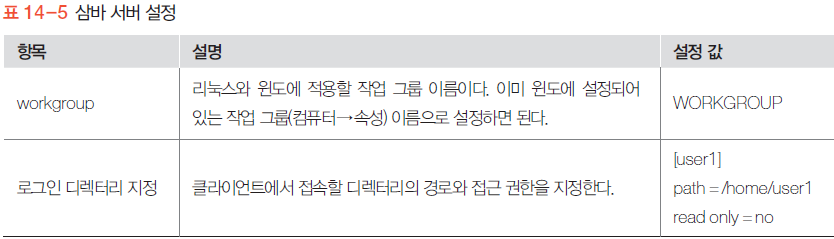 표 14-5 삼바 서버 설정
항목 설명 설정 값
workgroup 리눅스와 윈도에 적용할 작업 그룹 이름이다. 이미 윈도에 설정되어 WORKGROUP
있는 작업 그룹(컴퓨터→속성) 이름으로 설정하면 된다.
로그인 디렉터리 지정 클라이언트에서 접속할 디렉터리의 경로와 접근 권한을 지정한다. [user1]
path = /home/user1
read only = no